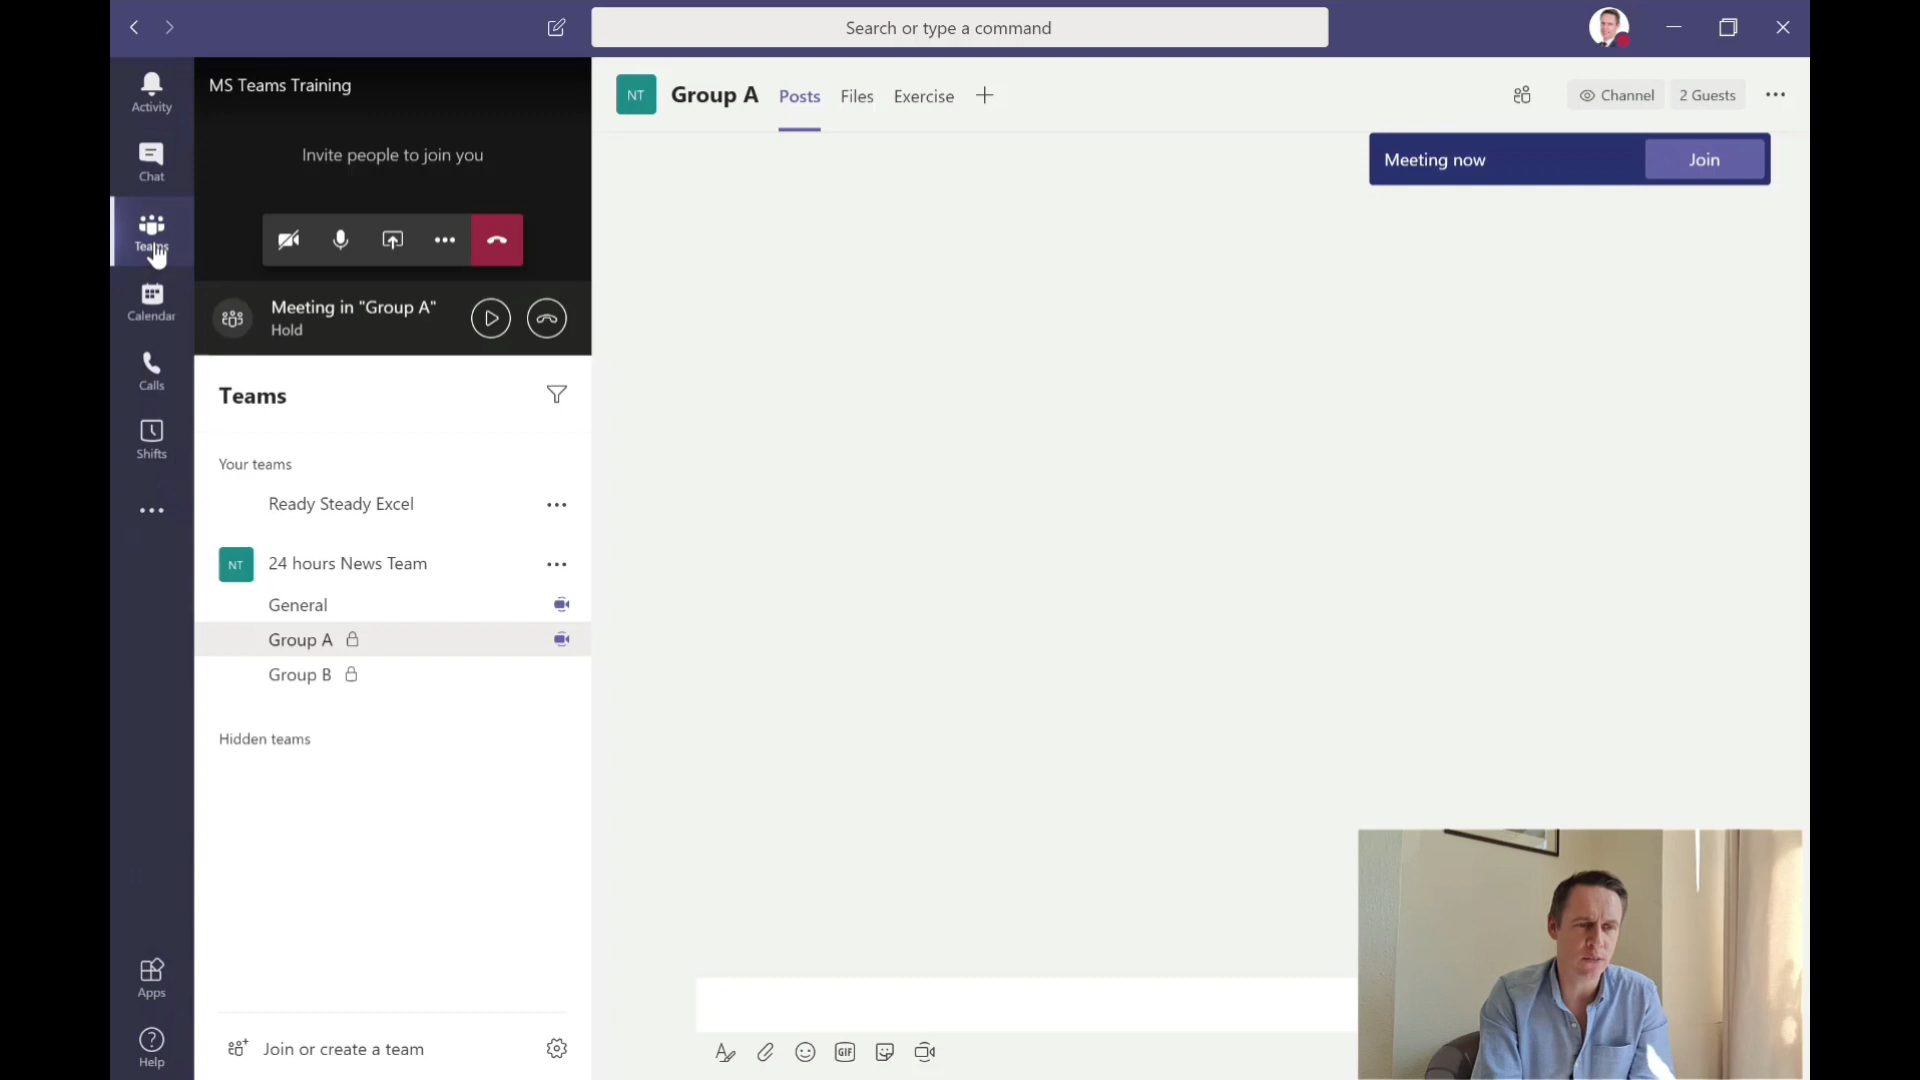 Search or type a command
Activity
Chat
Teams
Calendar
Calls
Shifts
Apps
Help
MS Teams Training
Invite people to join you
Meeting in "Group A"
Hold
Teams
Your teams
Ready Steady Excel
NT 24 hours News Team
General
Group A
Group B
Hidden teams
Join or create a team
NT Group A Posts Files Exercise
Channel 2 Guests
Meeting now Join
GIF